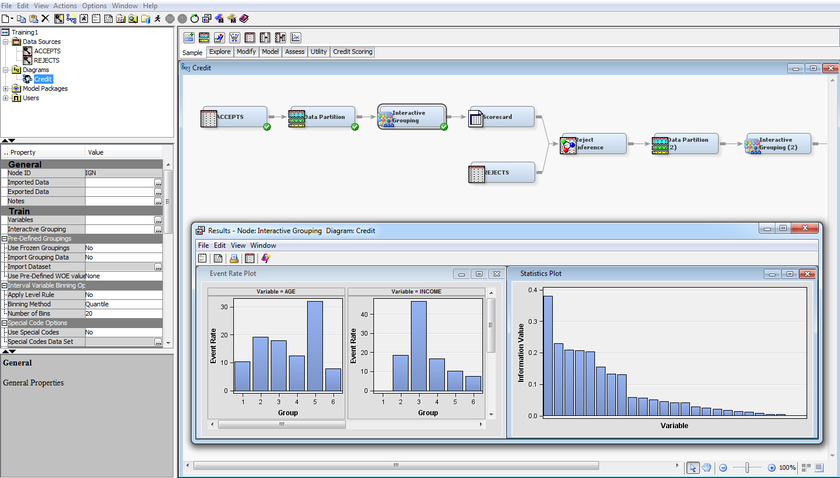 File Edit View Actions Options Window Help
Training1
Data Sources
ACCEPTS
REJECTS
Diagrams
Credit
Model Packages
Users
.. Property Value
General
Node ID IGN
Imported Data
Exported Data
Notes
Train
Variables
Interactive Grouping
Pre-Defined Groupings
Use Frozen Groupings No
Import Grouping Data No
Import Dataset
Use Pre-Defined WOE value None
Interval Variable Binning Op
Apply Level Rule No
Binning Method Quantile
Number of Bins 20
Special Code Options
Use Special Codes No
Special Codes Data Set
General
General Properties
Sample Explore Modify Model Assess Utility Credit Scoring
Credit
ACCEPTS
Data Partition
Interactive
Grouping
Scorecard
REJECTS
Reject
Inference
Data Partition
(2)
Interactive
Grouping (2)
Results - Node: Interactive Grouping Diagram: Credit
File Edit View Window
Event Rate Plot
Variable = AGE
Event Rate
30
20
10
0
1 2 3 4 5 6
Group
Variable = INCOME
Event Rate
40
30
20
10
0
1 2 3 4 5 6
Group
Statistics Plot
Information Value
0.4
0.3
0.2
0.1
0.0
Variable
100%